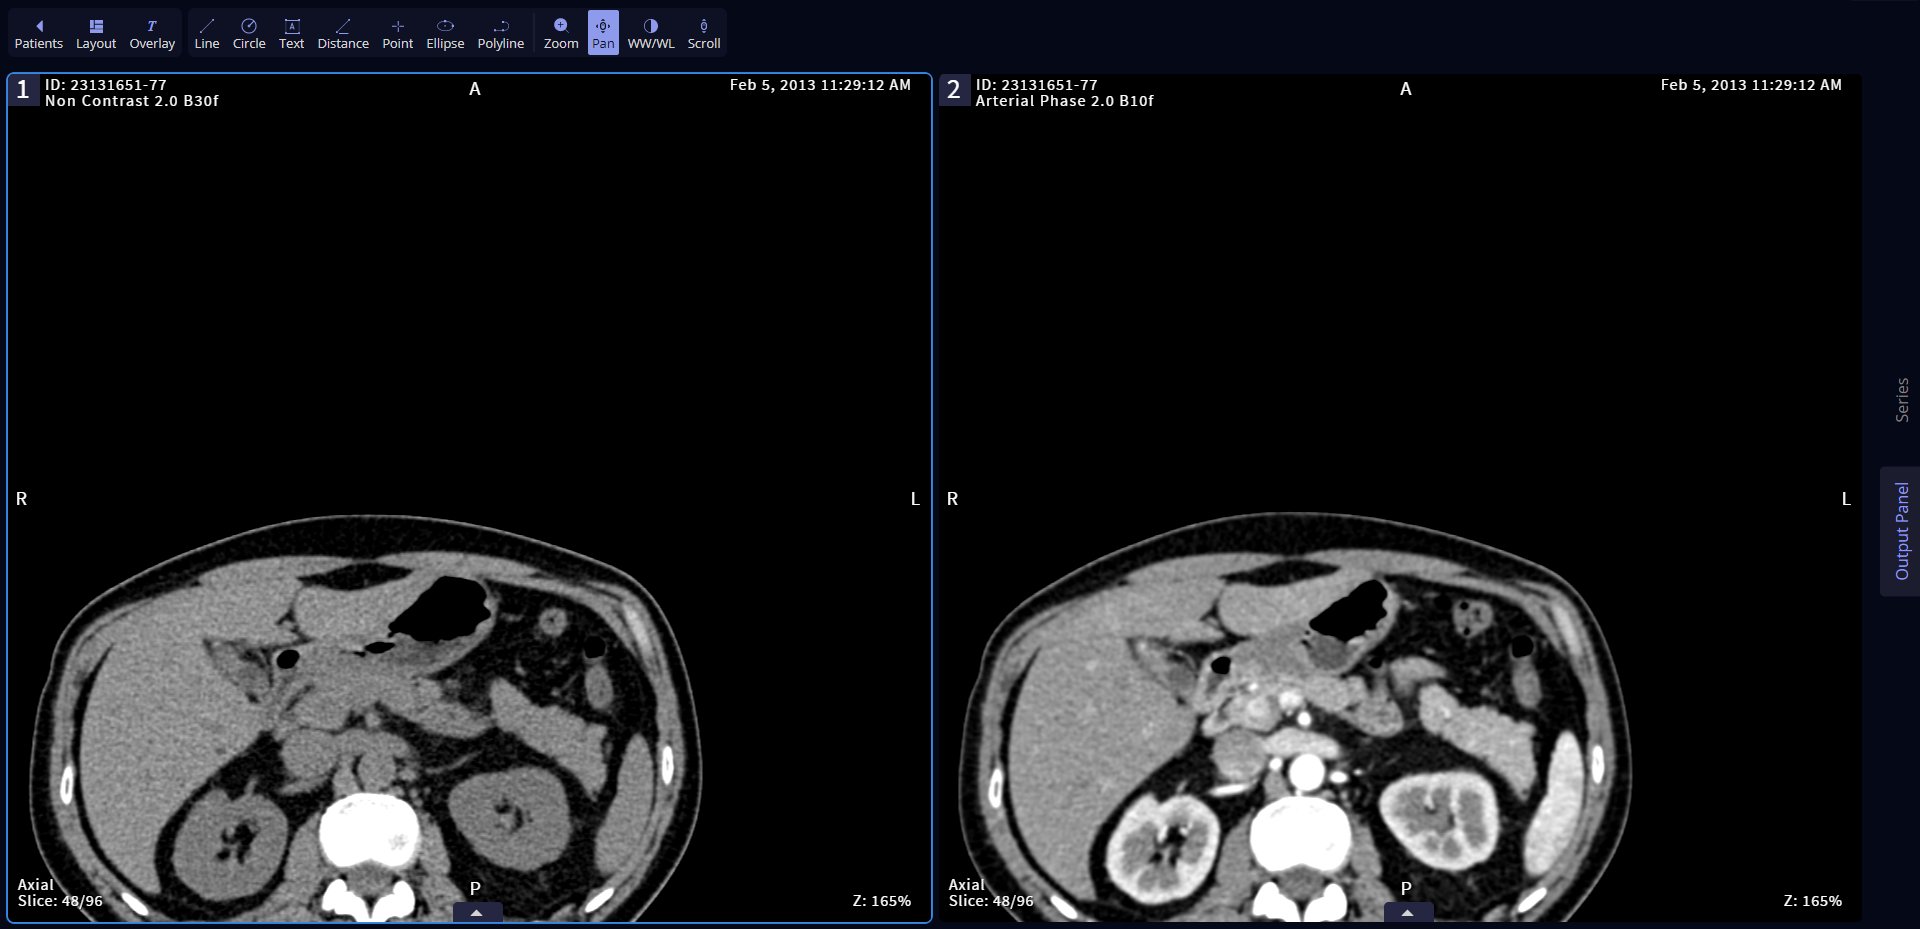 Patients Layout Overlay Line Circle Text Distance Point Ellipse Polyline Zoom Pan WW/WL Scroll
1
ID: 23131651-77
Non Contrast 2.0 B30f
A
Feb 5, 2013 11:29:12 AM
R
L
Axial
Slice: 48/96
P
Z: 165%
2
ID: 23131651-77
Arterial Phase 2.0 B10f
A
Feb 5, 2013 11:29:12 AM
R
L
Axial
Slice: 48/96
P
Z: 165%
Series
Output Panel